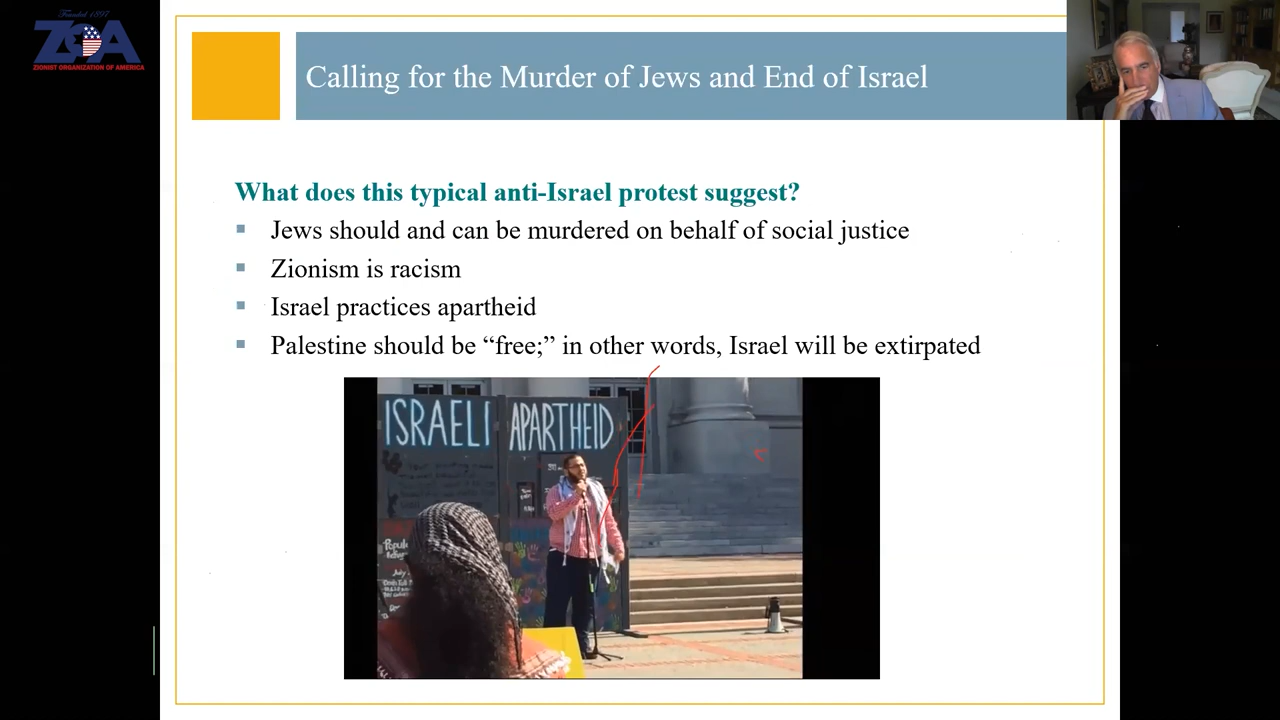 Founded 1897
ZOA
ZIONIST ORGANIZATION OF AMERICA
Calling for the Murder of Jews and End of Israel
What does this typical anti-Israel protest suggest?
Jews should and can be murdered on behalf of social justice
Zionism is racism
Israel practices apartheid
Palestine should be “free;” in other words, Israel will be extirpated
ISRAELI APARTHEID